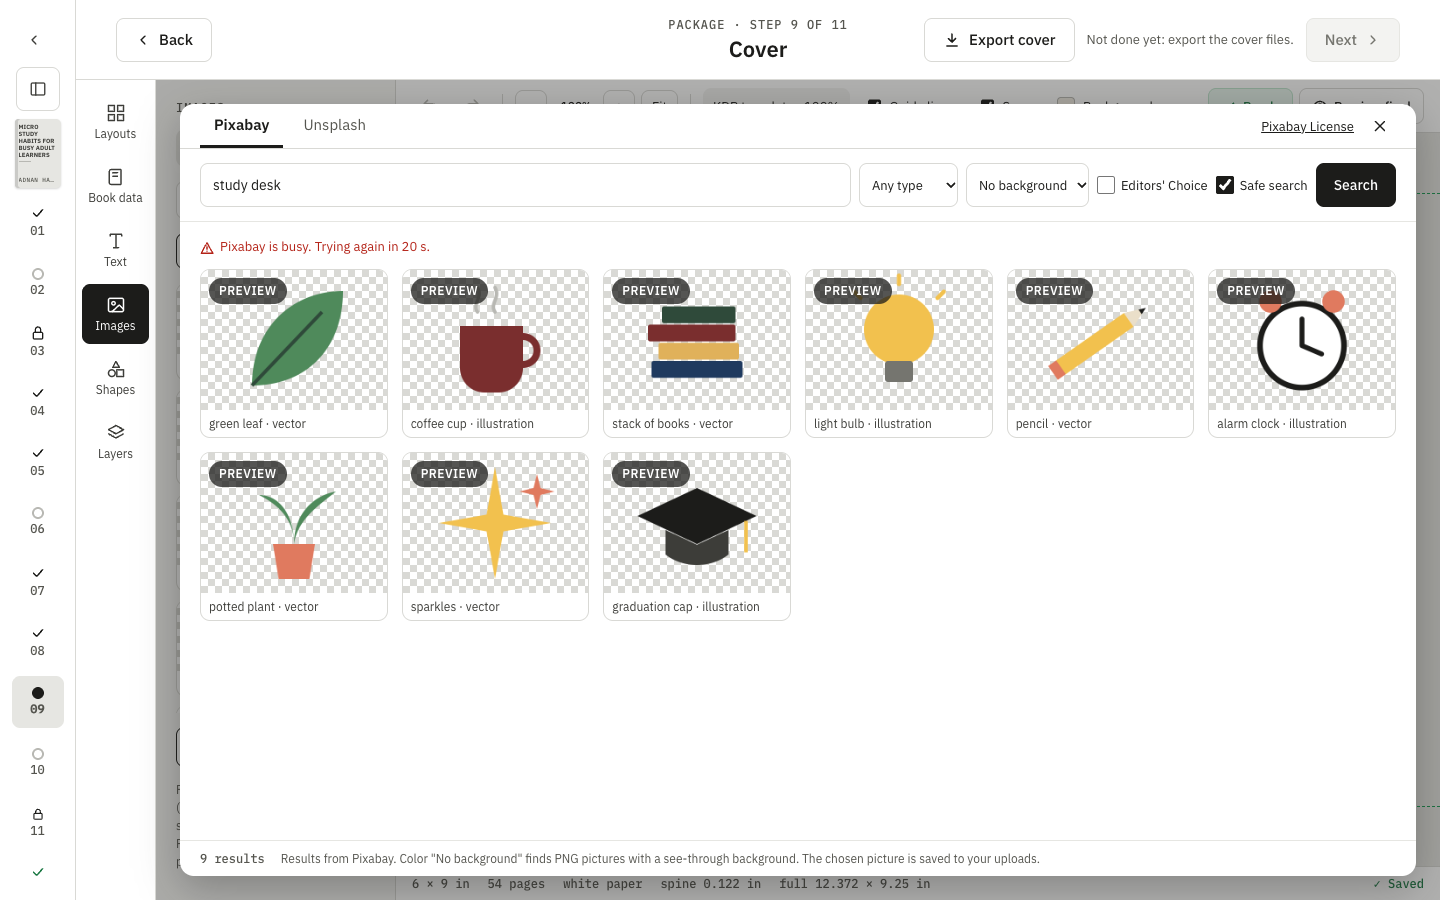 PACKAGE · STEP 9 OF 11
Back
Cover
Export cover
Not done yet: export the cover files.
Next
MICRO
STUDY
HABITS FOR
BUSY ADULT
LEARNERS
ADNAN HA…
01
02
03
04
05
06
07
08
09
10
11
Layouts
Book data
Text
Images
Shapes
Layers
Pixabay
Unsplash
Pixabay License
study desk
Any type
No background
Editors' Choice
Safe search
Search
Pixabay is busy. Trying again in 20 s.
PREVIEW
green leaf · vector
PREVIEW
coffee cup · illustration
PREVIEW
stack of books · vector
PREVIEW
light bulb · illustration
PREVIEW
pencil · vector
PREVIEW
alarm clock · illustration
PREVIEW
potted plant · vector
PREVIEW
sparkles · vector
PREVIEW
graduation cap · illustration
9 results
Results from Pixabay. Color "No background" finds PNG pictures with a see-through background. The chosen picture is saved to your uploads.
6 × 9 in
54 pages
white paper
spine 0.122 in
full 12.372 × 9.25 in
✓ Saved